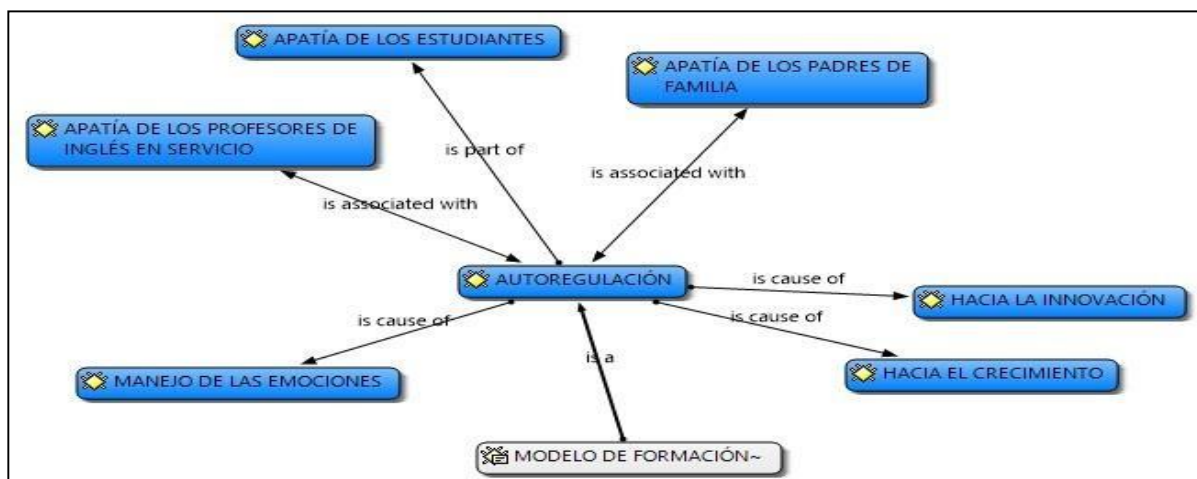 APATÍA DE LOS ESTUDIANTES
APATÍA DE LOS PADRES DE
FAMILIA
APATÍA DE LOS PROFESORES DE
INGLÉS EN SERVICIO
is part of
is associated with
is associated with
AUTOREGULACIÓN
is cause of
HACIA LA INNOVACIÓN
is cause of
is cause of
is a
MANEJO DE LAS EMOCIONES
HACIA EL CRECIMIENTO
MODELO DE FORMACIÓN~